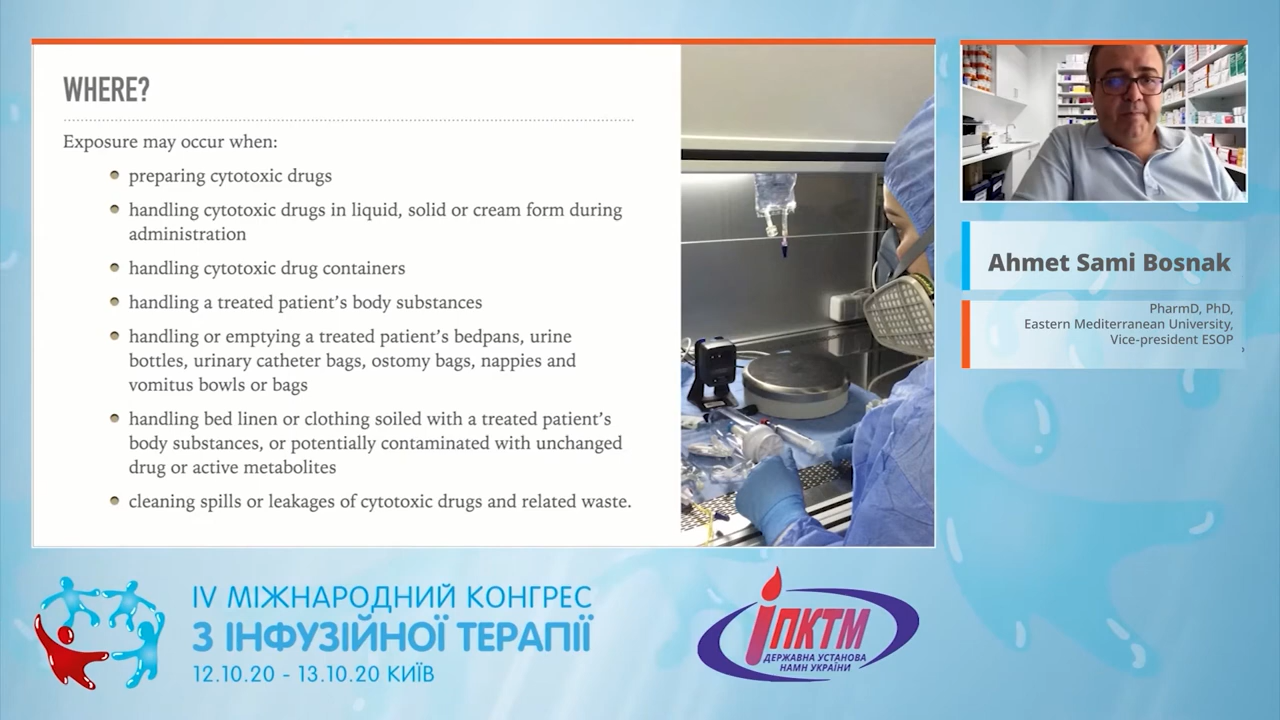 WHERE?
Exposure may occur when:
preparing cytotoxic drugs
handling cytotoxic drugs in liquid, solid or cream form during
administration
handling cytotoxic drug containers
handling a treated patient’s body substances
handling or emptying a treated patient’s bedpans, urine
bottles, urinary catheter bags, ostomy bags, nappies and
vomitus bowls or bags
handling bed linen or clothing soiled with a treated patient’s
body substances, or potentially contaminated with unchanged
drug or active metabolites
cleaning spills or leakages of cytotoxic drugs and related waste.
Ahmet Sami Bosnak
PharmD, PhD,
Eastern Mediterranean University,
Vice-president ESOP
IV МІЖНАРОДНИЙ КОНГРЕС
З ІНФУЗІЙНОЇ ТЕРАПІЇ
12.10.20 - 13.10.20 КИЇВ
ІПКТМ
ДЕРЖАВНА УСТАНОВА
НАМН УКРАЇНИ